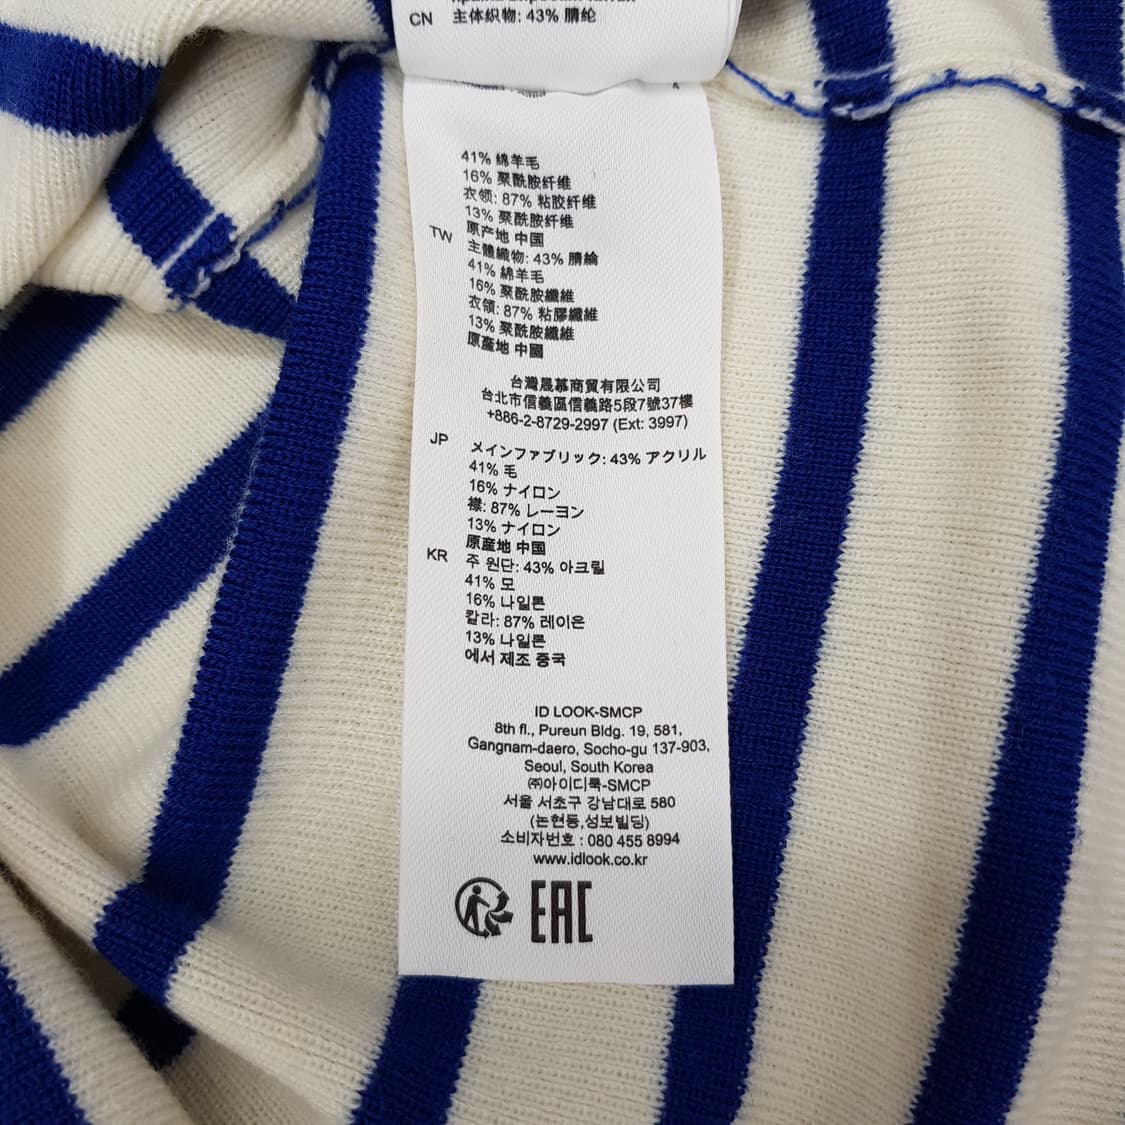 CN 主体织物: 43% 腈纶
41% 绵羊毛
16% 聚酰胺纤维
衣领: 87% 粘胶纤维
13% 聚酰胺纤维
原产地 中国
TW 主體織物: 43% 腈綸
41% 綿羊毛
16% 聚酰胺纖維
衣領: 87% 粘膠纖維
13% 聚酰胺纖維
原產地 中國
台灣晟慕商貿有限公司
台北市信義區信義路5段7號37樓
+886-2-8729-2997 (Ext: 3997)
JP メインファブリック: 43% アクリル
41% 毛
16% ナイロン
襟: 87% レーヨン
13% ナイロン
原産地 中国
KR 주 원단: 43% 아크릴
41% 모
16% 나일론
칼라: 87% 레이온
13% 나일론
에서 제조 중국
ID LOOK-SMCP
8th fl., Pureun Bldg. 19, 581,
Gangnam-daero, Socho-gu 137-903,
Seoul, South Korea
㈜아이디룩-SMCP
서울 서초구 강남대로 580
(논현동,성보빌딩)
소비자번호 : 080 455 8994
www.idlook.co.kr
EAC